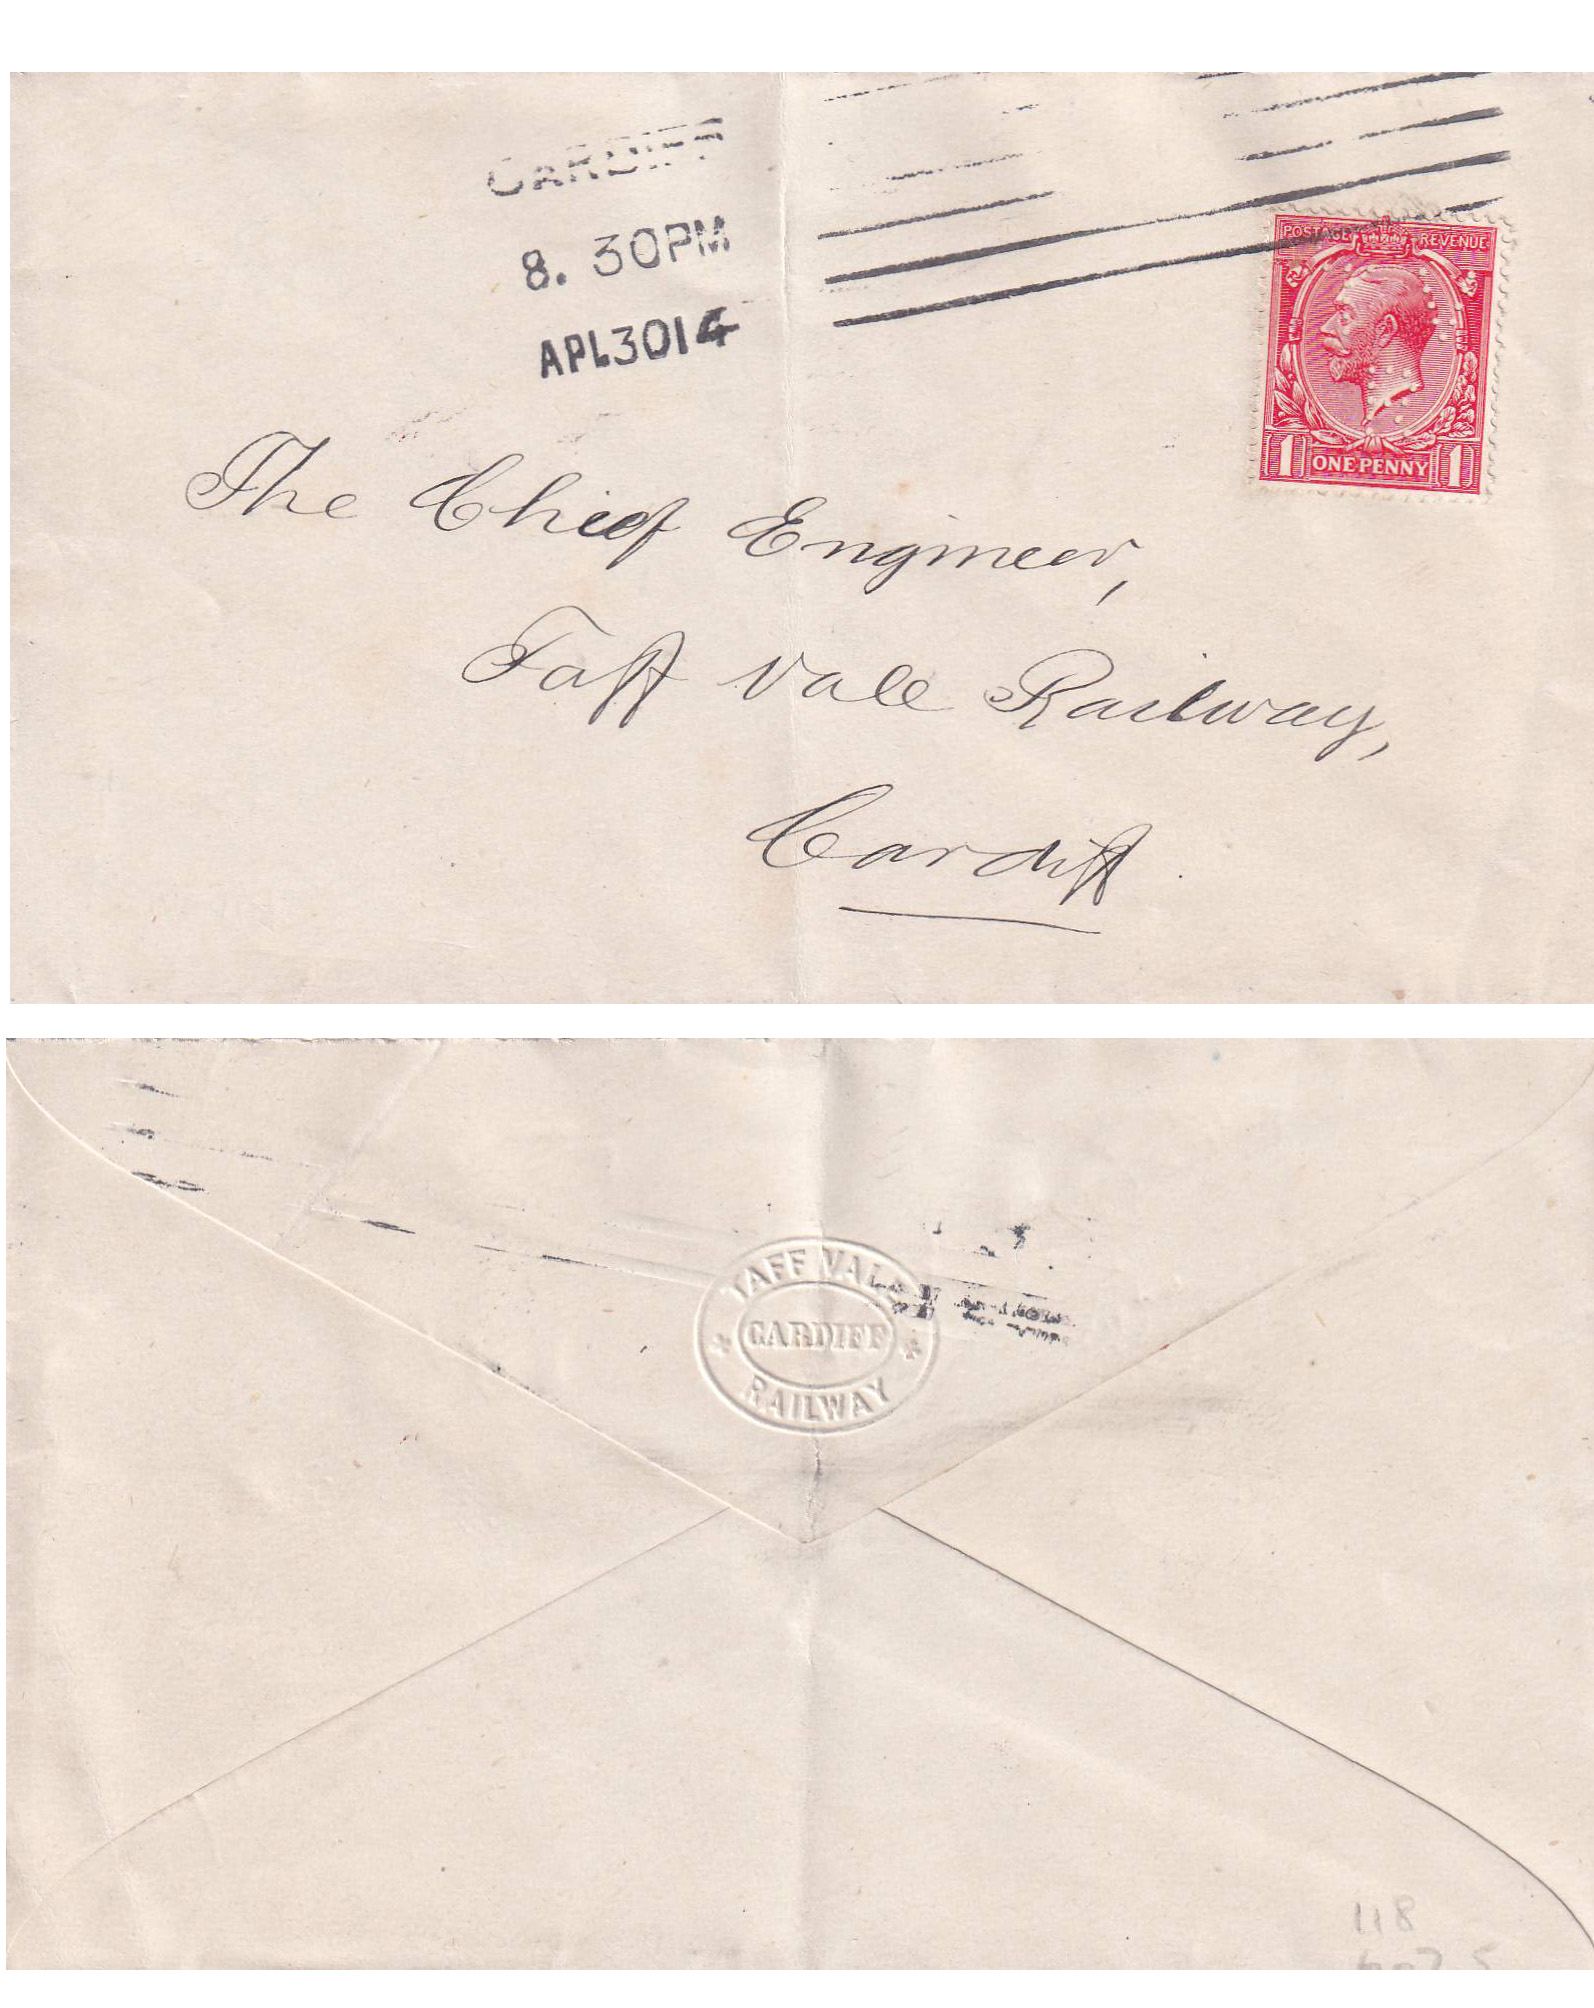 CARDIFF
8. 30PM
APL3014
POSTAGE REVENUE
1 ONE PENNY 1
The Chief Engineer,
Taff Vale Railway,
Cardiff.
TAFF VALE
CARDIFF
RAILWAY
118